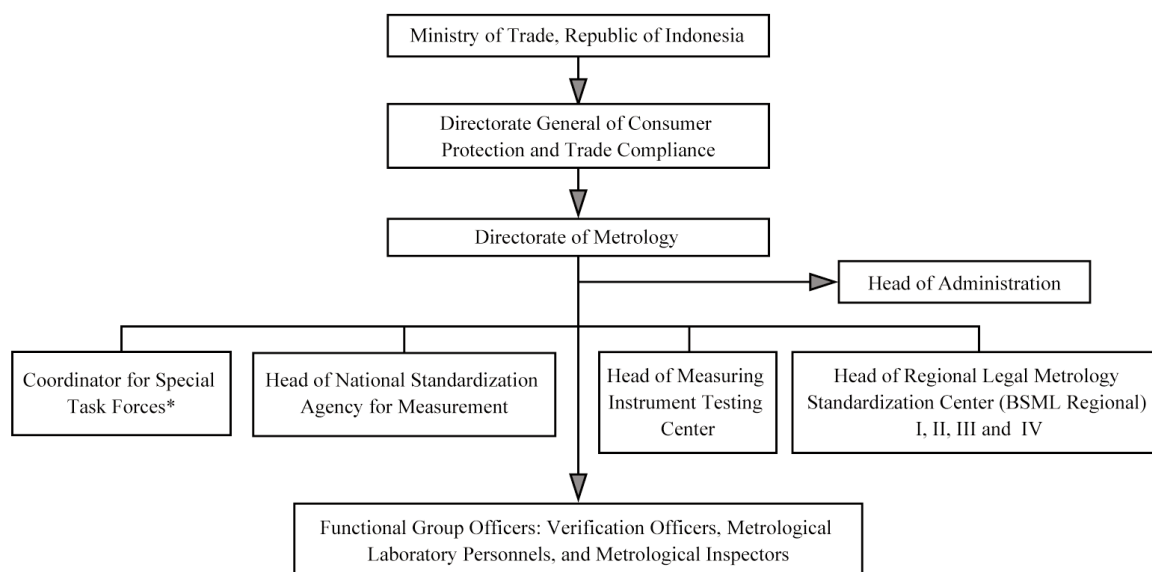 Ministry of Trade, Republic of Indonesia
Directorate General of Consumer
Protection and Trade Compliance
Directorate of Metrology
Head of Administration
Coordinator for Special
Task Forces*
Head of National Standardization
Agency for Measurement
Head of Measuring
Instrument Testing
Center
Head of Regional Legal Metrology
Standardization Center (BSML Regional)
I, II, III and IV
Functional Group Officers: Verification Officers, Metrological
Laboratory Personnels, and Metrological Inspectors